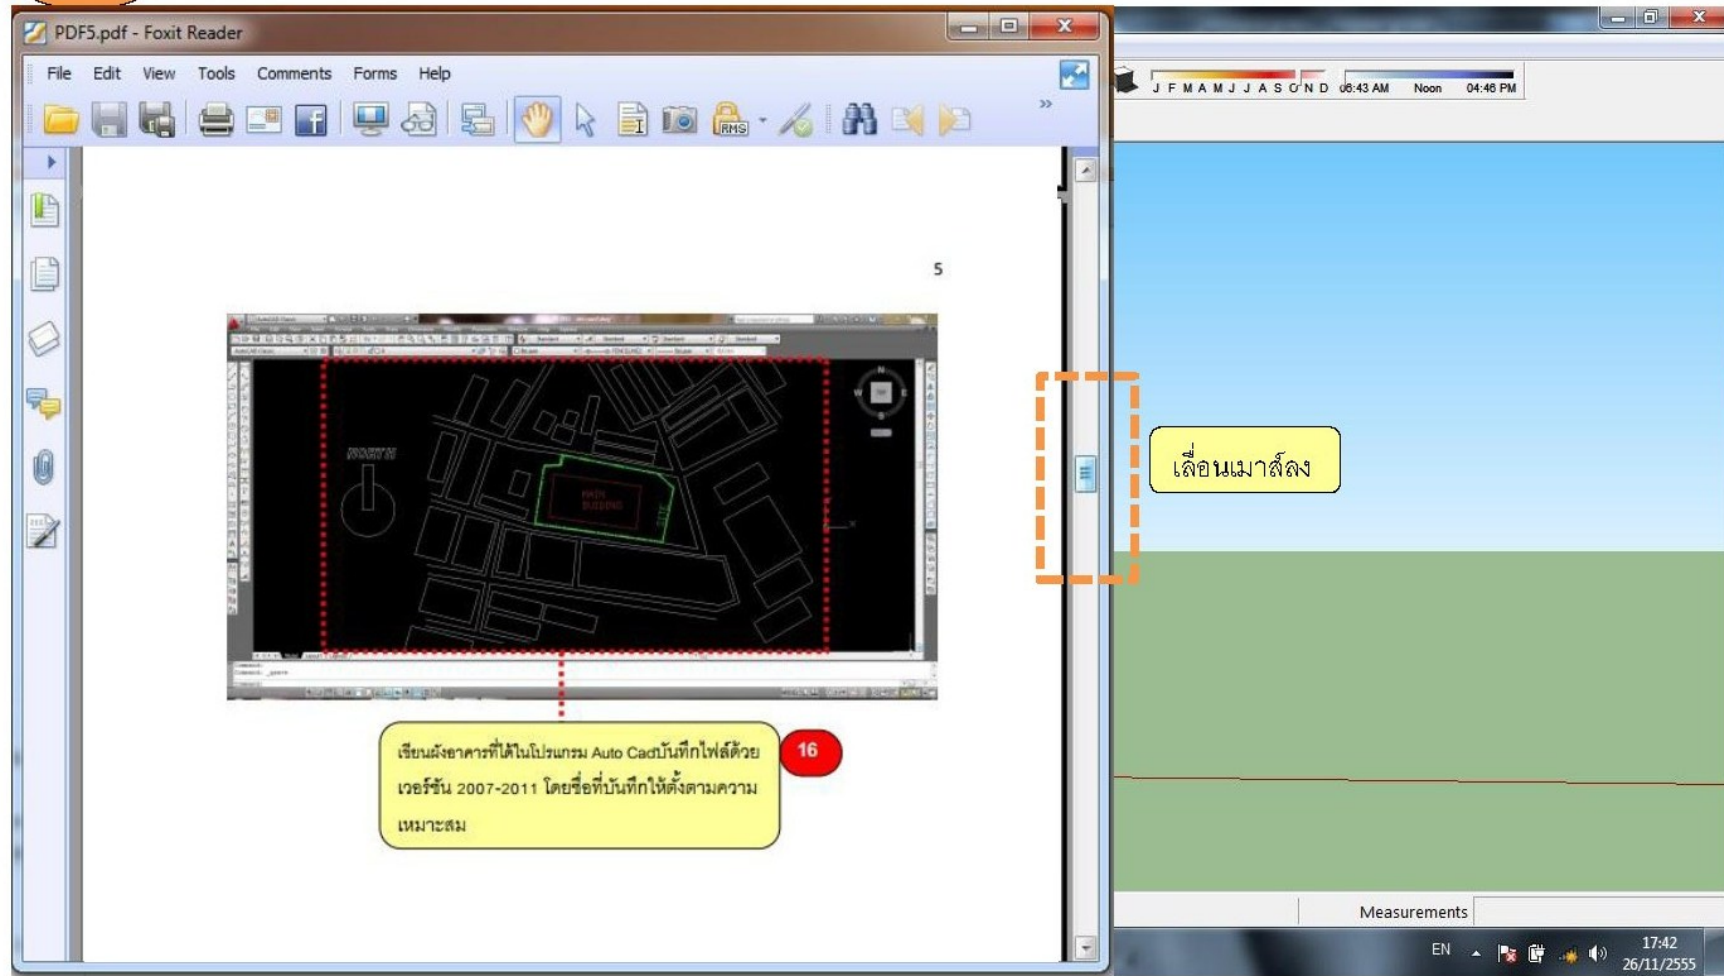 PDF5.pdf - Foxit Reader
File Edit View Tools Comments Forms Help
RMS
J F M A M J J A S O N D 06:43 AM Noon 04:46 PM
5
N
W E
S
NORTH
MAIN
BUIDING
SITE
เลื่อนเมาส์ลง
เขียนผังอาคารที่ได้ในโปรแกรม Auto Cadบันทึกไฟล์ด้วย
เวอร์ชัน 2007-2011 โดยชื่อที่บันทึกให้ตั้งตามความ
เหมาะสม
16
Measurements
EN
17:42
26/11/2555